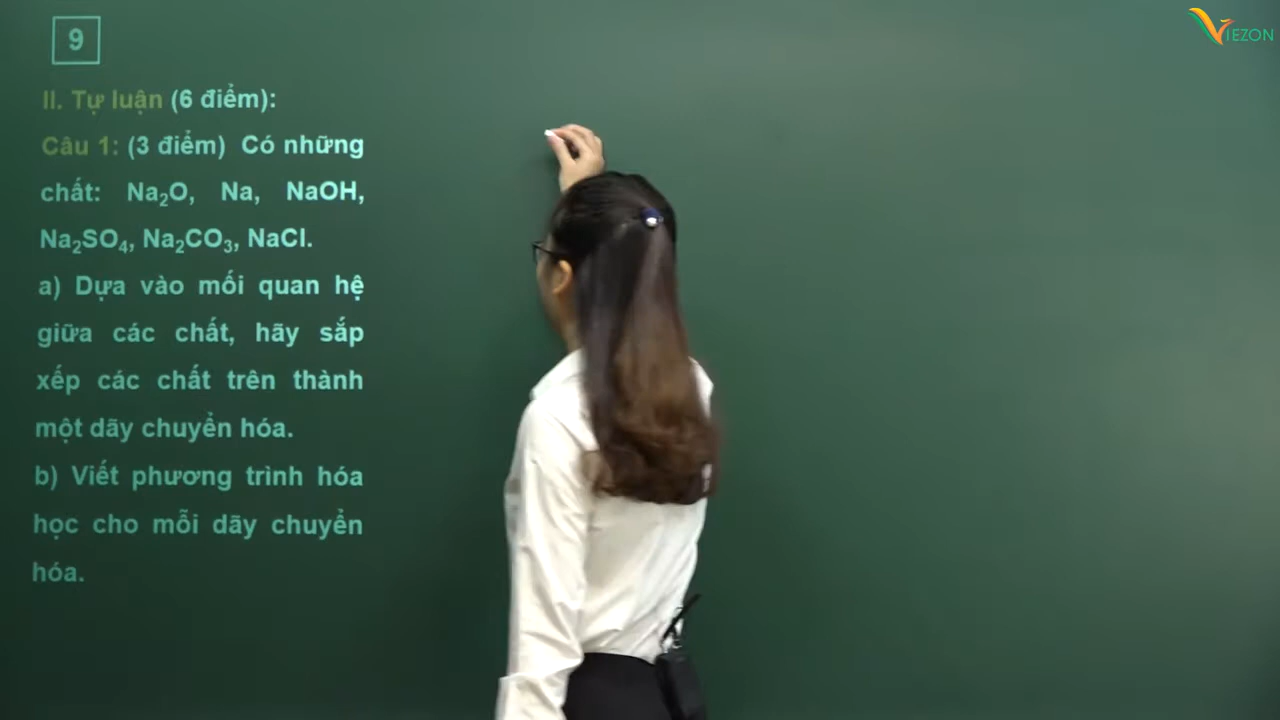 9
VIEZON
II. Tự luận (6 điểm):
Câu 1: (3 điểm) Có những
chất: Na₂O, Na, NaOH,
Na₂SO₄, Na₂CO₃, NaCl.
a) Dựa vào mối quan hệ
giữa các chất, hãy sắp
xếp các chất trên thành
một dãy chuyển hóa.
b) Viết phương trình hóa
học cho mỗi dãy chuyển
hóa.